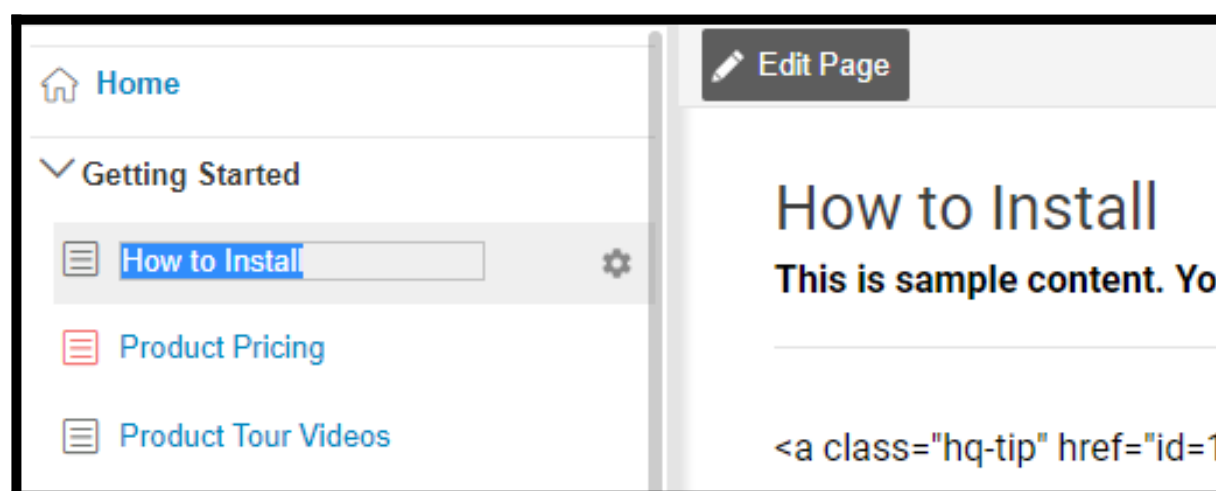 Home
Getting Started
How to Install
Product Pricing
Product Tour Videos
Edit Page
How to Install
This is sample content. Yo
<a class="hq-tip" href="id=1